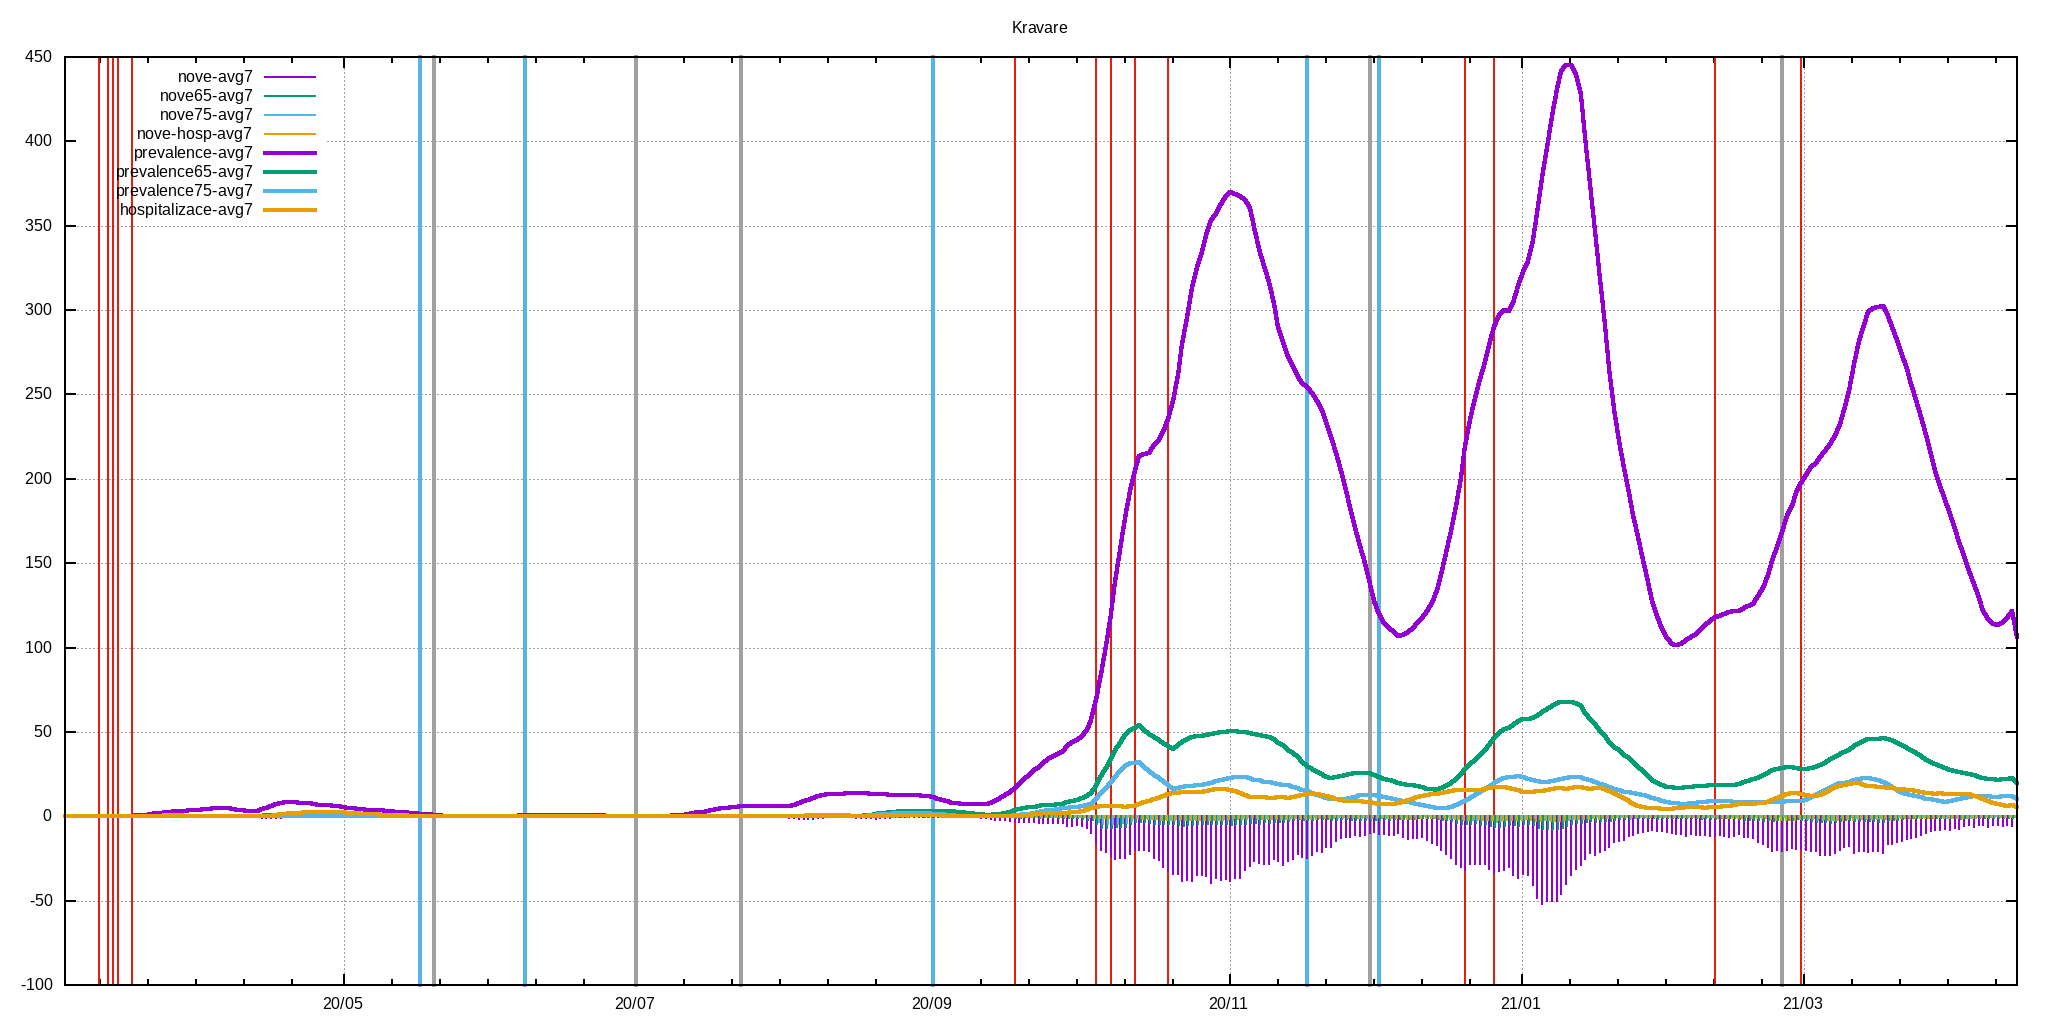 Kravare
450
400
350
300
250
200
150
100
50
0
-50
-100
nove-avg7
nove65-avg7
nove75-avg7
nove-hosp-avg7
prevalence-avg7
prevalence65-avg7
prevalence75-avg7
hospitalizace-avg7
20/05 20/07 20/09 20/11 21/01 21/03